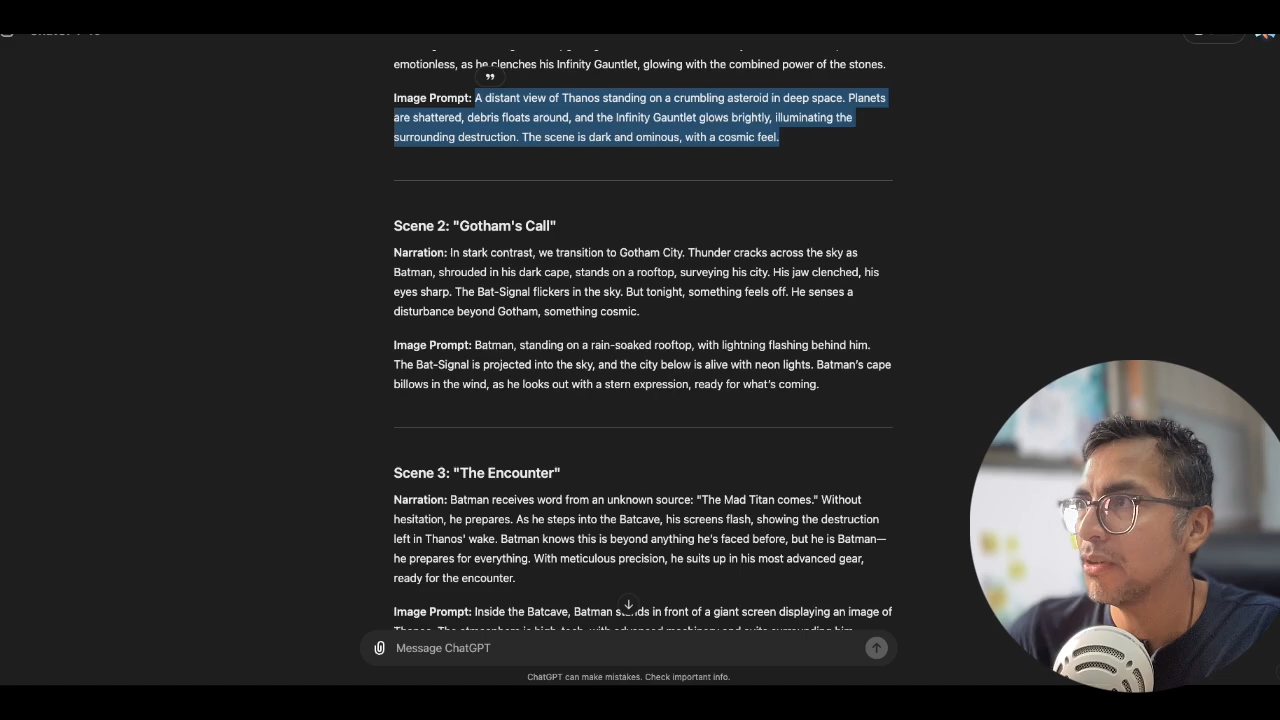 emotionless, as he clenches his Infinity Gauntlet, glowing with the combined power of the stones.
Image Prompt: A distant view of Thanos standing on a crumbling asteroid in deep space. Planets
are shattered, debris floats around, and the Infinity Gauntlet glows brightly, illuminating the
surrounding destruction. The scene is dark and ominous, with a cosmic feel.
Scene 2: "Gotham's Call"
Narration: In stark contrast, we transition to Gotham City. Thunder cracks across the sky as
Batman, shrouded in his dark cape, stands on a rooftop, surveying his city. His jaw clenched, his
eyes sharp. The Bat-Signal flickers in the sky. But tonight, something feels off. He senses a
disturbance beyond Gotham, something cosmic.
Image Prompt: Batman, standing on a rain-soaked rooftop, with lightning flashing behind him.
The Bat-Signal is projected into the sky, and the city below is alive with neon lights. Batman's cape
billows in the wind, as he looks out with a stern expression, ready for what's coming.
Scene 3: "The Encounter"
Narration: Batman receives word from an unknown source: "The Mad Titan comes." Without
hesitation, he prepares. As he steps into the Batcave, his screens flash, showing the destruction
left in Thanos' wake. Batman knows this is beyond anything he's faced before, but he is Batman—
he prepares for everything. With meticulous precision, he suits up in his most advanced gear,
ready for the encounter.
Image Prompt: Inside the Batcave, Batman stands in front of a giant screen displaying an image of
Message ChatGPT
ChatGPT can make mistakes. Check important info.